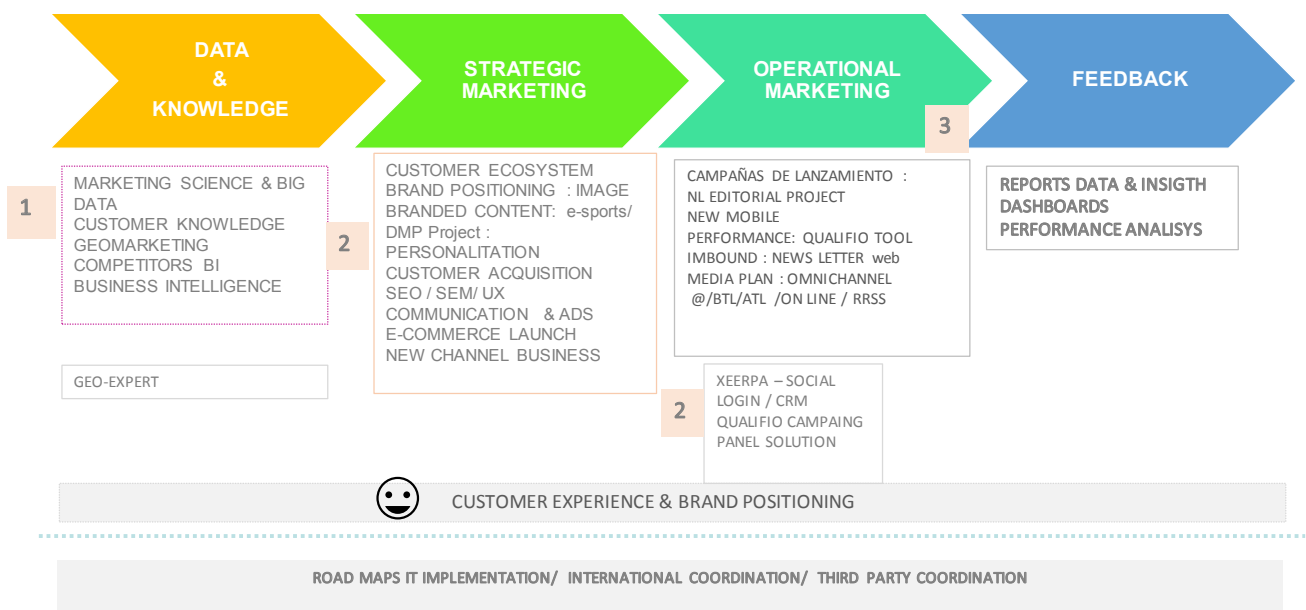 DATA
&
KNOWLEDGE
STRATEGIC
MARKETING
OPERATIONAL
MARKETING
FEEDBACK
1
MARKETING SCIENCE & BIG
DATA
CUSTOMER KNOWLEDGE
GEOMARKETING
COMPETITORS BI
BUSINESS INTELLIGENCE
GEO-EXPERT
2
CUSTOMER ECOSYSTEM
BRAND POSITIONING : IMAGE
BRANDED CONTENT: e-sports/
DMP Project :
PERSONALITATION
CUSTOMER ACQUISITION
SEO / SEM/ UX
COMMUNICATION & ADS
E-COMMERCE LAUNCH
NEW CHANNEL BUSINESS
3
CAMPAÑAS DE LANZAMIENTO :
NL EDITORIAL PROJECT
NEW MOBILE
PERFORMANCE: QUALIFIO TOOL
IMBOUND : NEWS LETTER web
MEDIA PLAN : OMNICHANNEL
@/BTL/ATL /ON LINE / RRSS
2
XEERPA – SOCIAL
LOGIN / CRM
QUALIFIO CAMPAING
PANEL SOLUTION
REPORTS DATA & INSIGTH
DASHBOARDS
PERFORMANCE ANALISYS
CUSTOMER EXPERIENCE & BRAND POSITIONING
ROAD MAPS IT IMPLEMENTATION/ INTERNATIONAL COORDINATION/ THIRD PARTY COORDINATION